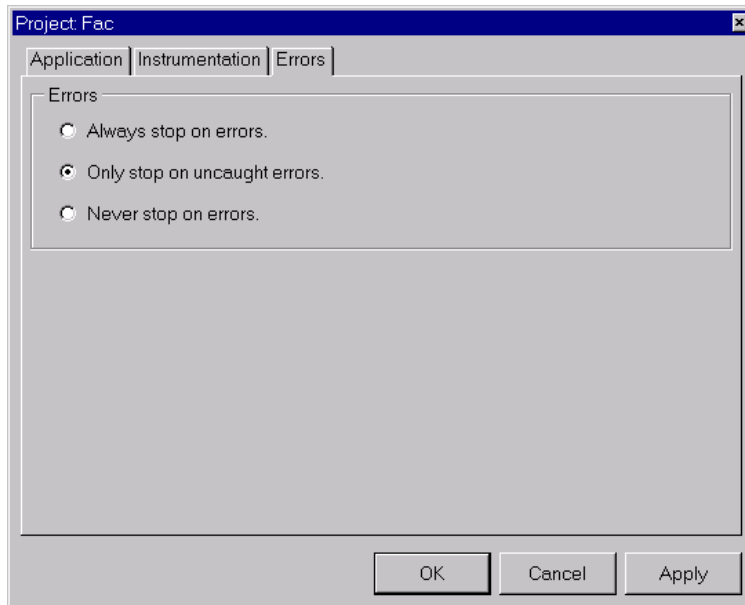 Project: Fac
Application Instrumentation Errors
Errors
Always stop on errors.
Only stop on uncaught errors.
Never stop on errors.
OK Cancel Apply